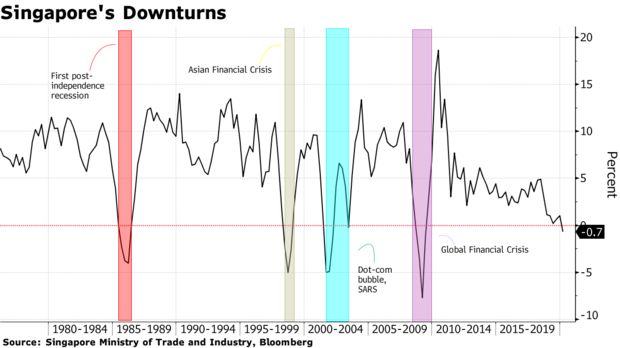 Singapore's Downturns
First post-
independence
recession
Asian Financial Crisis
Dot-com
bubble,
SARS
Global Financial Crisis
20
15
10
5
0
-0.7
-5
-10
Percent
1980-1984
1985-1989
1990-1994
1995-1999
2000-2004
2005-2009
2010-2014
2015-2019
Source: Singapore Ministry of Trade and Industry, Bloomberg